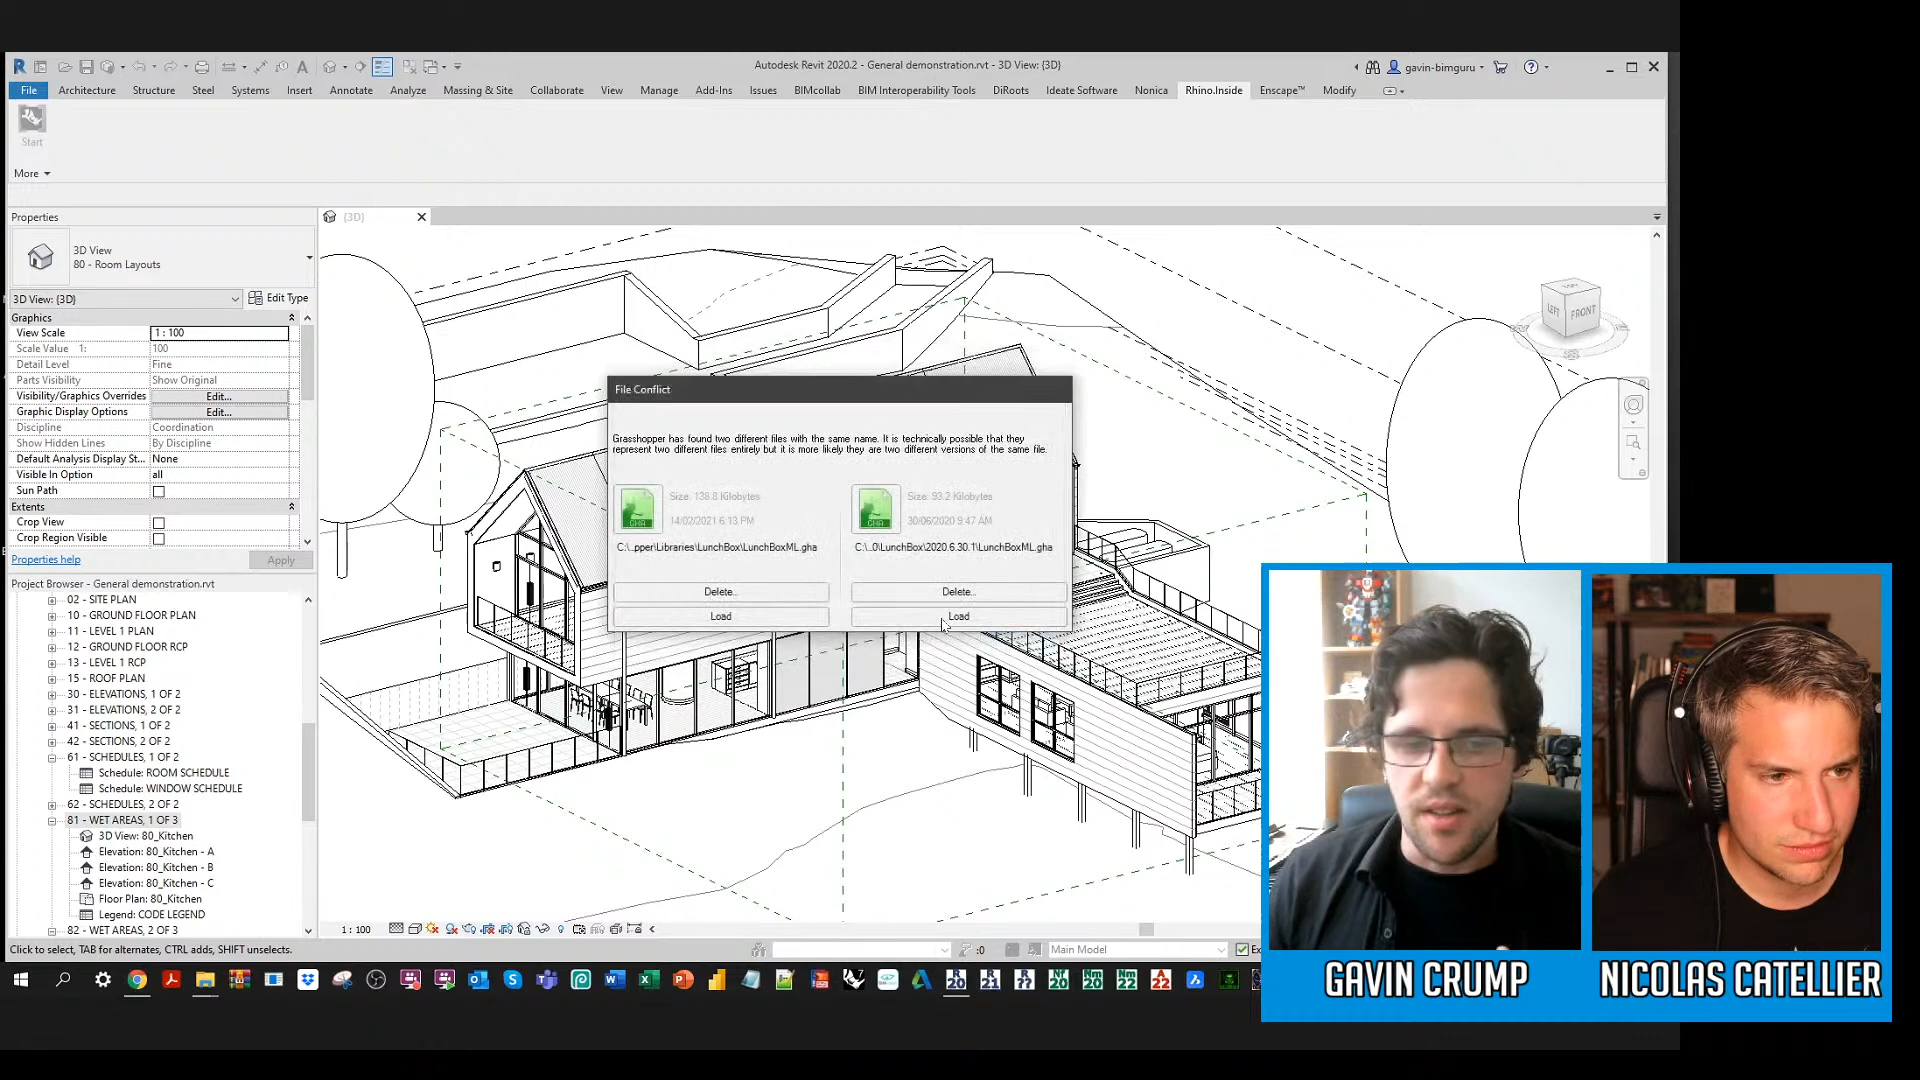 Autodesk Revit 2020.2 - General demonstration.rvt - 3D View: {3D}
gavin-bimguru
File Architecture Structure Steel Systems Insert Annotate Analyze Massing & Site Collaborate View Manage Add-Ins Issues BIMcollab BIM Interoperability Tools DiRoots Ideate Software Nonica Rhino.Inside Enscape™ Modify
Start
More
Properties
{3D}
3D View
80 - Room Layouts
3D View: {3D}
Edit Type
Graphics
View Scale 1 : 100
Scale Value 1: 100
Detail Level Fine
Parts Visibility Show Original
Visibility/Graphics Overrides Edit...
Graphic Display Options Edit...
Discipline Coordination
Show Hidden Lines By Discipline
Default Analysis Display St... None
Visible In Option all
Sun Path
Extents
Crop View
Crop Region Visible
Properties help
Apply
LEFT FRONT
File Conflict
Grasshopper has found two different files with the same name. It is technically possible that they
represent two different files entirely but it is more likely they are two different versions of the same file.
GHA
Size: 138.8 Kilobytes
14/02/2021 6:13 PM
C:\...pper\Libraries\LunchBox\LunchBoxML.gha
Delete...
Load
GHA
Size: 93.2 Kilobytes
30/06/2020 9:47 AM
C:\...0\LunchBox\2020.6.30.1\LunchBoxML.gha
Delete...
Load
Project Browser - General demonstration.rvt
02 - SITE PLAN
10 - GROUND FLOOR PLAN
11 - LEVEL 1 PLAN
12 - GROUND FLOOR RCP
13 - LEVEL 1 RCP
15 - ROOF PLAN
30 - ELEVATIONS, 1 OF 2
31 - ELEVATIONS, 2 OF 2
41 - SECTIONS, 1 OF 2
42 - SECTIONS, 2 OF 2
61 - SCHEDULES, 1 OF 2
Schedule: ROOM SCHEDULE
Schedule: WINDOW SCHEDULE
62 - SCHEDULES, 2 OF 2
81 - WET AREAS, 1 OF 3
3D View: 80_Kitchen
Elevation: 80_Kitchen - A
Elevation: 80_Kitchen - B
Elevation: 80_Kitchen - C
Floor Plan: 80_Kitchen
Legend: CODE LEGEND
82 - WET AREAS, 2 OF 3
1 : 100
Click to select, TAB for alternates, CTRL adds, SHIFT unselects.
:0
Main Model
GAVIN CRUMP
NICOLAS CATELLIER